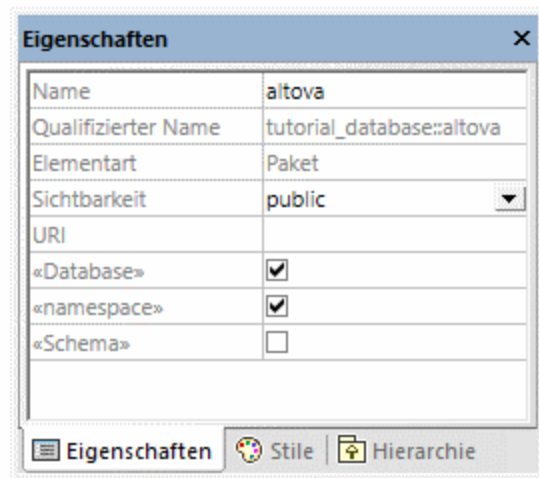 Eigenschaften
Name altova
Qualifizierter Name tutorial_database::altova
Elementart Paket
Sichtbarkeit public
URI
«Database»
«namespace»
«Schema»
Eigenschaften Stile Hierarchie